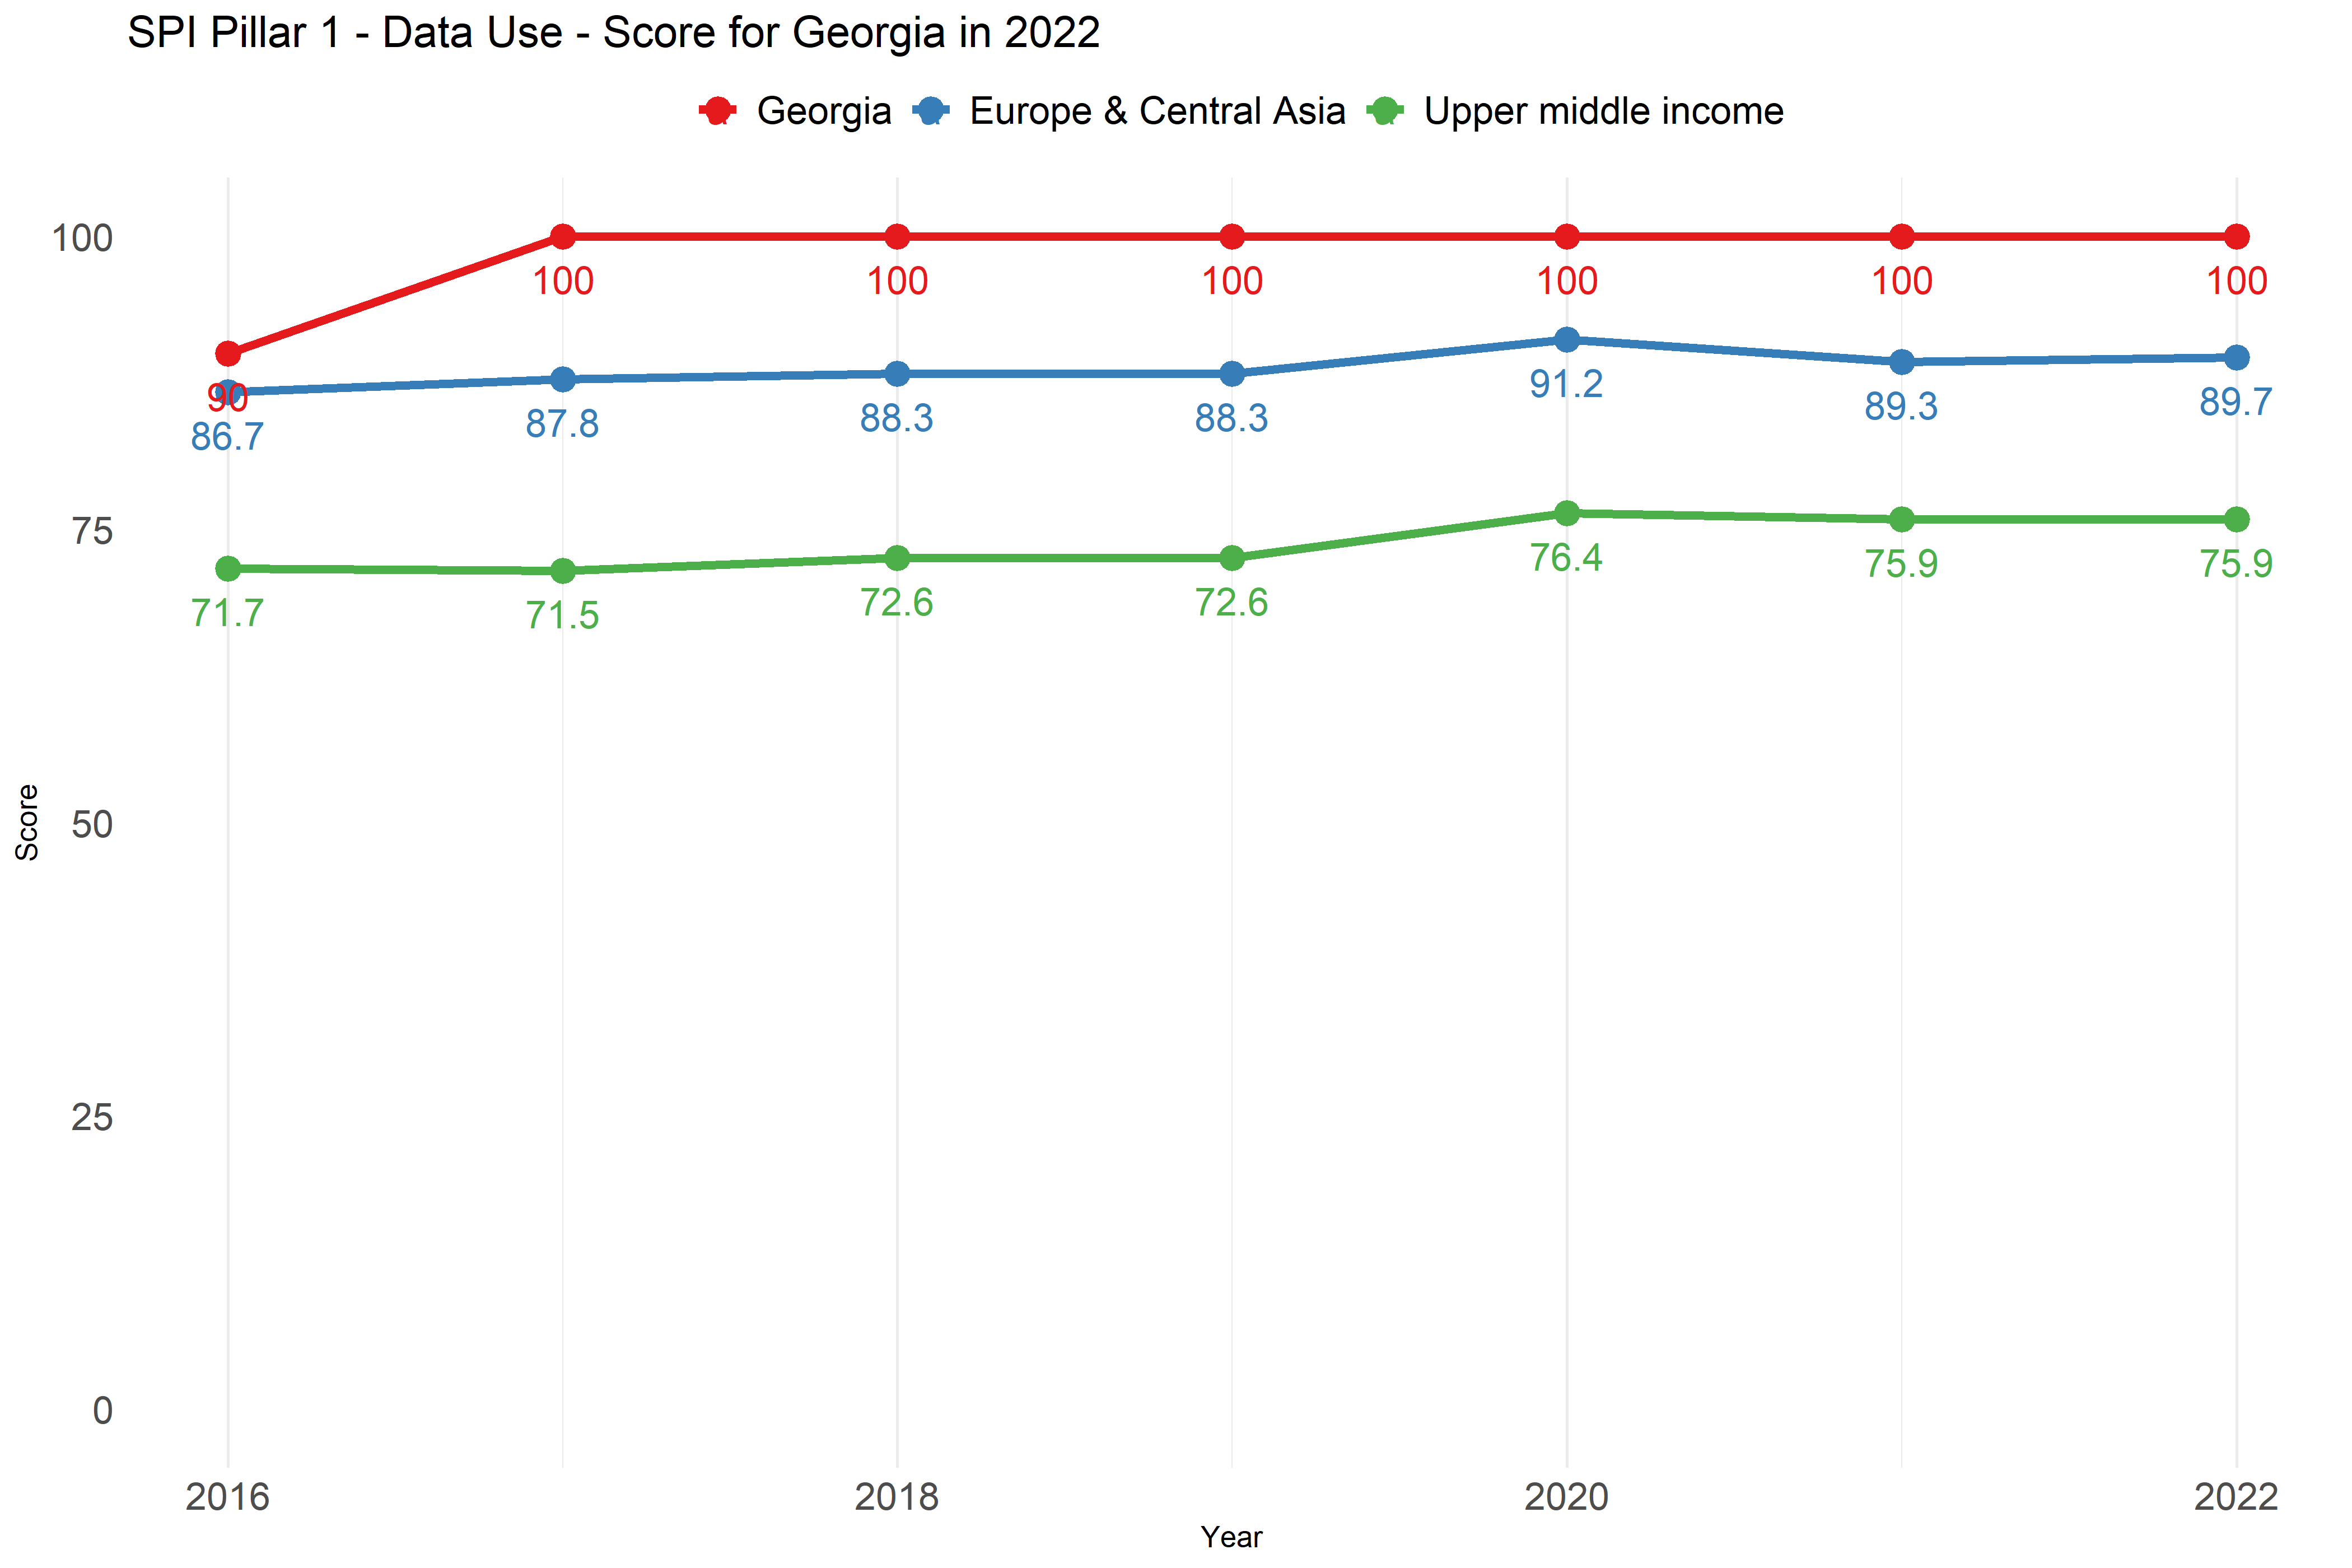 SPI Pillar 1 - Data Use - Score for Georgia in 2022
Georgia Europe & Central Asia Upper middle income
100
100 100 100 100 100 100
90
86.7 87.8 88.3 88.3 91.2 89.3 89.7
75
71.7 71.5 72.6 72.6 76.4 75.9 75.9
50
Score
25
0
2016 2018 2020 2022
Year